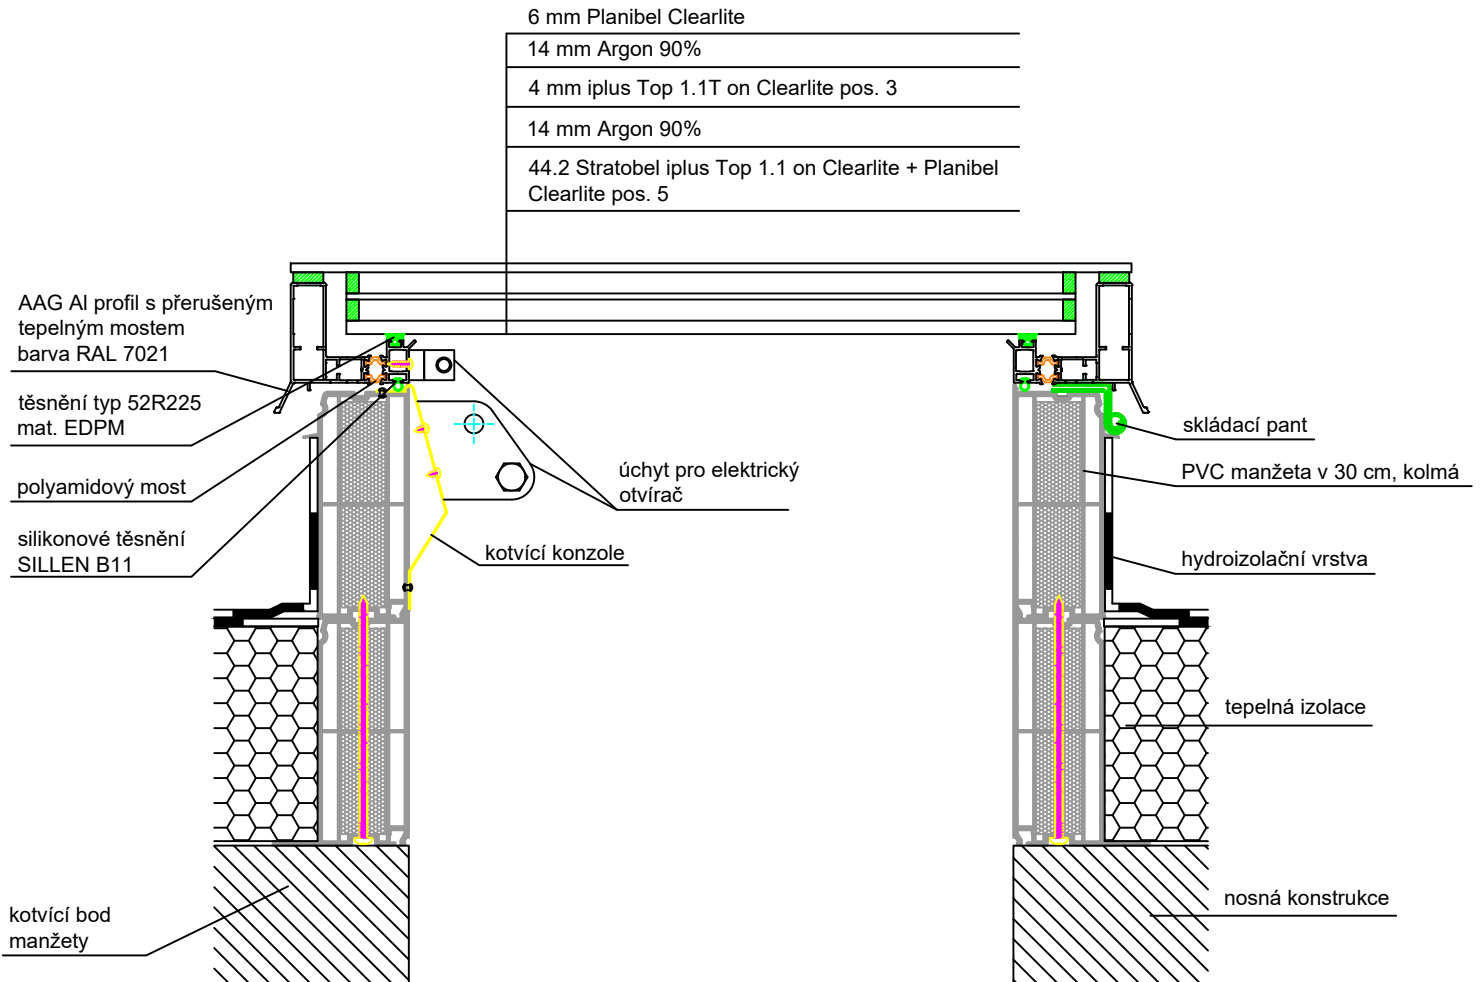 6 mm Planibel Clearlite
14 mm Argon 90%
4 mm iplus Top 1.1T on Clearlite pos. 3
14 mm Argon 90%
44.2 Stratobel iplus Top 1.1 on Clearlite + Planibel
Clearlite pos. 5
AAG Al profil s přerušeným
tepelným mostem
barva RAL 7021
těsnění typ 52R225
mat. EDPM
polyamidový most
silikonové těsnění
SILLEN B11
kotvící bod
manžety
úchyt pro elektrický
otvírač
kotvící konzole
skládací pant
PVC manžeta v 30 cm, kolmá
hydroizolační vrstva
tepelná izolace
nosná konstrukce